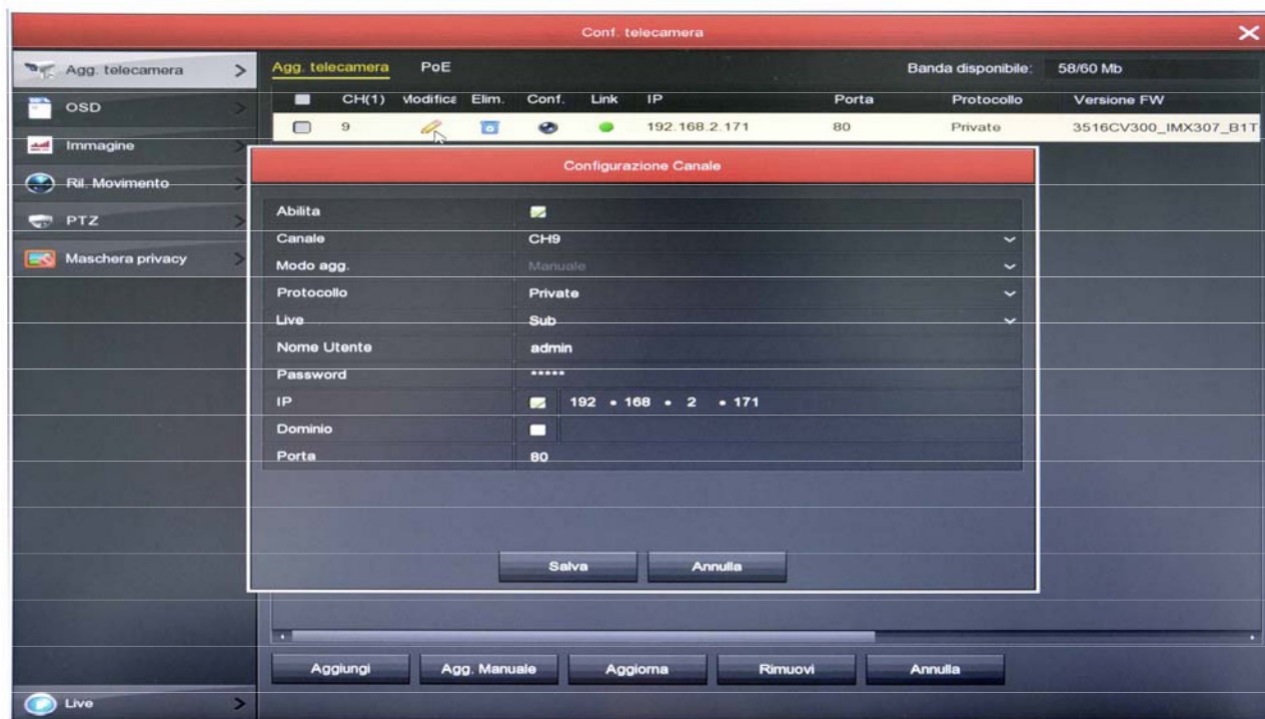 Conf. telecamera
Agg. telecamera
OSD
Immagine
Ril. Movimento
PTZ
Maschera privacy
Live
Agg. telecamera PoE Banda disponibile: 58/60 Mb
CH(1) Modifica Elim. Conf. Link IP Porta Protocollo Versione FW
9 192.168.2.171 80 Private 3516CV300_IMX307_B1T
Configurazione Canale
Abilita
Canale CH9
Modo agg. Manuale
Protocollo Private
Live Sub
Nome Utente admin
Password *****
IP 192 • 168 • 2 • 171
Dominio
Porta 80
Salva Annulla
Aggiungi Agg. Manuale Aggiorna Rimuovi Annulla